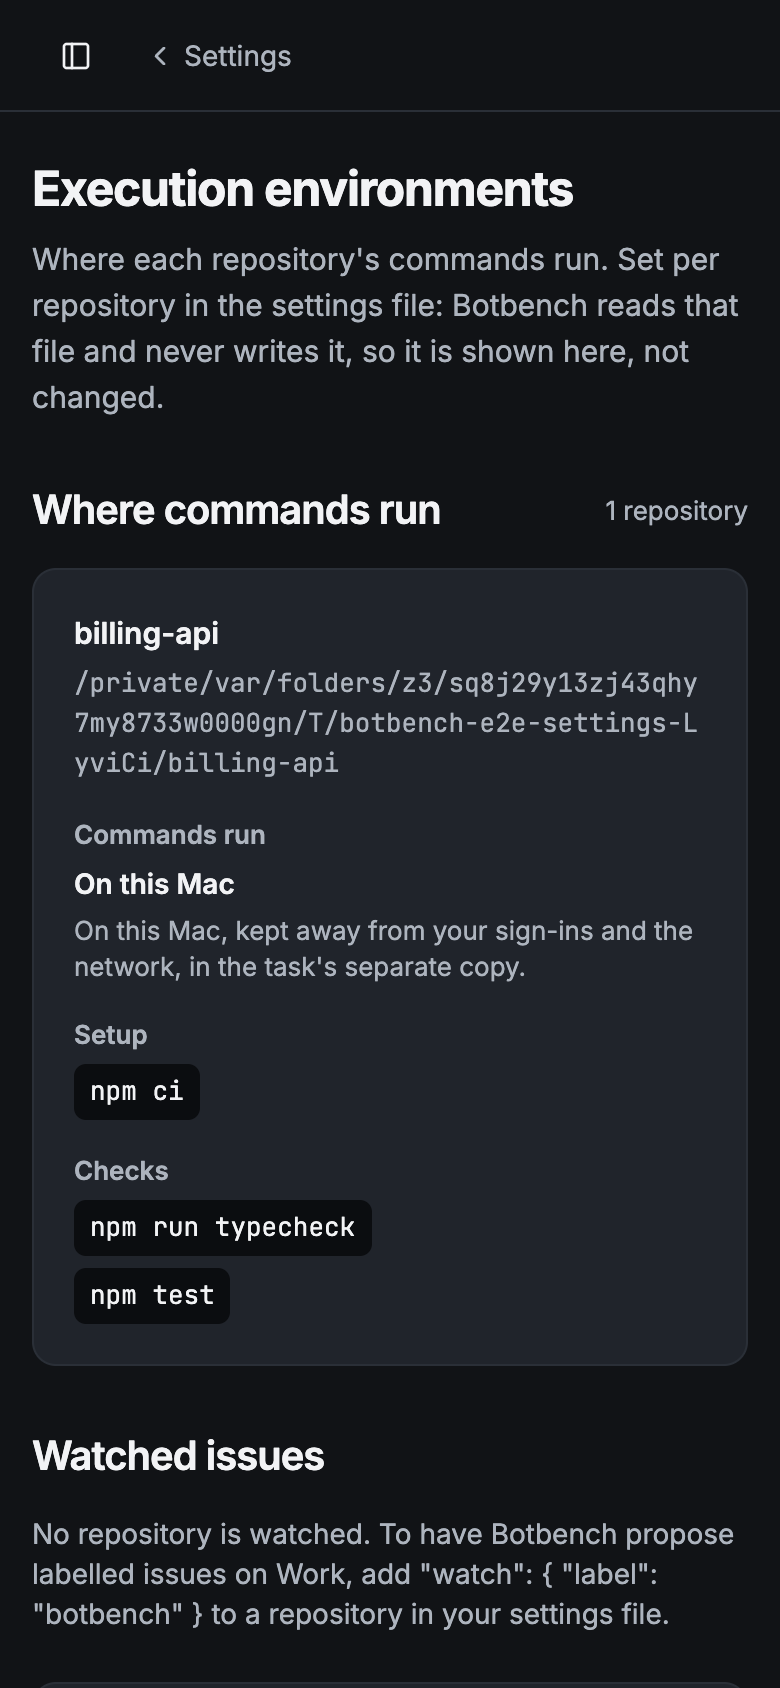 Settings
Execution environments
Where each repository's commands run. Set per
repository in the settings file: Botbench reads that
file and never writes it, so it is shown here, not
changed.
Where commands run
1 repository
billing-api
/private/var/folders/z3/sq8j29y13zj43qhy
7my8733w0000gn/T/botbench-e2e-settings-L
yviCi/billing-api
Commands run
On this Mac
On this Mac, kept away from your sign-ins and the
network, in the task's separate copy.
Setup
npm ci
Checks
npm run typecheck
npm test
Watched issues
No repository is watched. To have Botbench propose
labelled issues on Work, add "watch": { "label":
"botbench" } to a repository in your settings file.